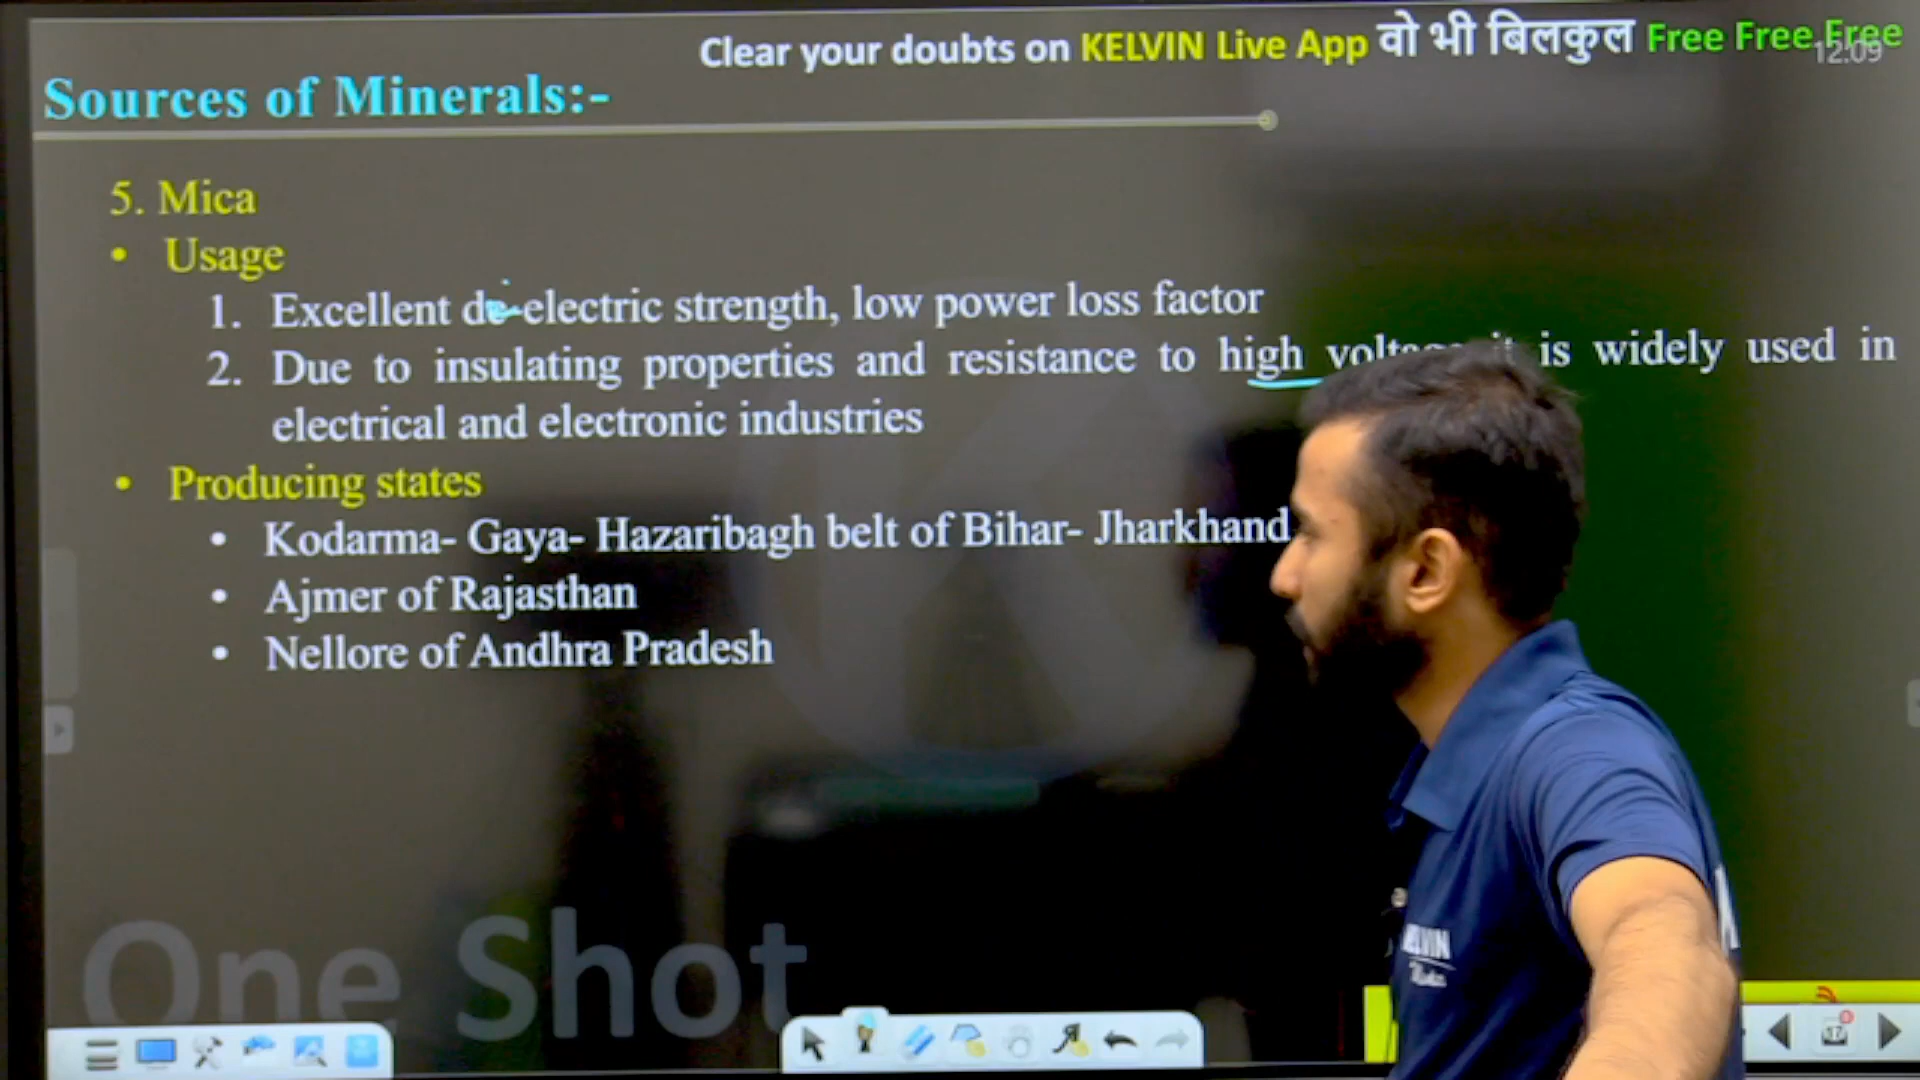 Clear your doubts on KELVIN Live App वो भी बिलकुल Free Free Free
12:09
Sources of Minerals:-
5. Mica
• Usage
1. Excellent de-electric strength, low power loss factor
2. Due to insulating properties and resistance to high is widely used in
electrical and electronic industries
• Producing states
• Kodarma- Gaya- Hazaribagh belt of Bihar- Jharkhand
• Ajmer of Rajasthan
• Nellore of Andhra Pradesh
One Shot